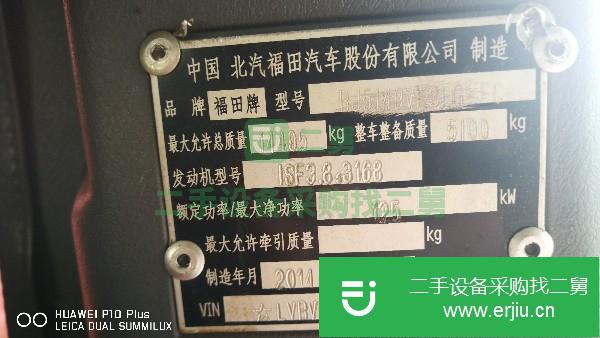 中国 北汽福田汽车股份有限公司 制造
品牌 福田牌 型号
最大允许总质量 kg 整车整备质量 5100 kg
发动机型号 ISF3.8s3168
额定功率/最大净功率 125 kW
最大允许牵引质量 kg
制造年月 2011
VIN LVBV
二舅
二手设备采购找二舅
二手设备采购找二舅
www.erjiu.cn
HUAWEI P10 Plus
LEICA DUAL SUMMILUX